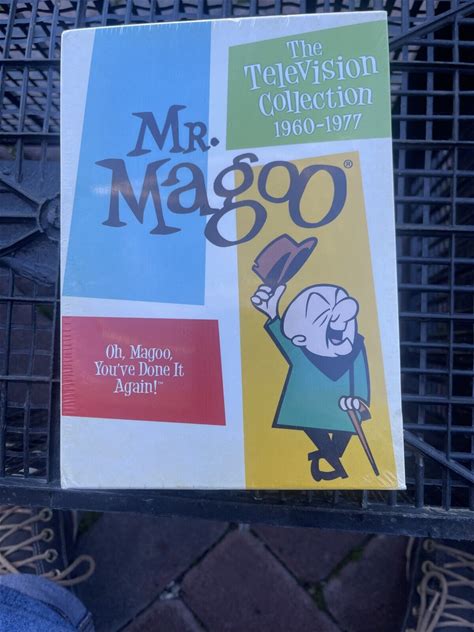 The
Television
Collection
1960-1977
Mr.
Magoo®
Oh, Magoo,
You've Done It
Again!™